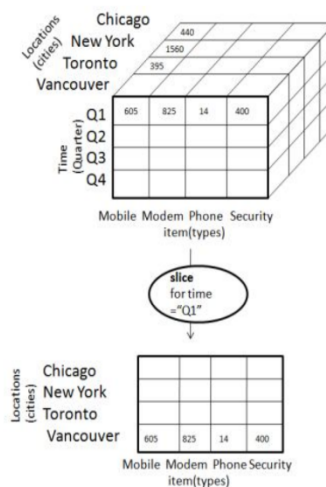 Locations
(cities)
Chicago
New York
Toronto
Vancouver
440
1560
395
Time
(Quarter)
Q1 605 825 14 400
Q2
Q3
Q4
Mobile Modem Phone Security
item(types)
slice
for time
="Q1"
Locations
(cities)
Chicago
New York
Toronto
Vancouver 605 825 14 400
Mobile Modem Phone Security
item(types)